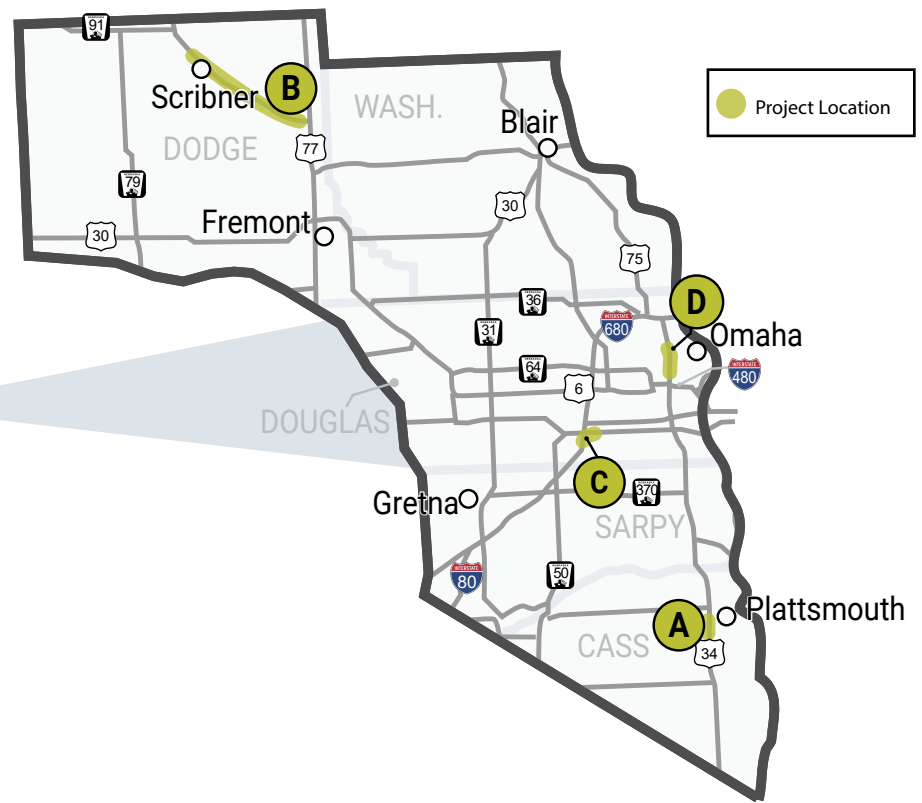 91
Scribner
B
WASH.
Project Location
DODGE
77
Blair
79
30
Fremont
30
75
36
INTERSTATE
680
D
31
Omaha
64
6
INTERSTATE
480
DOUGLAS
C
370
Gretna
SARPY
INTERSTATE
80
50
A
Plattsmouth
CASS
34